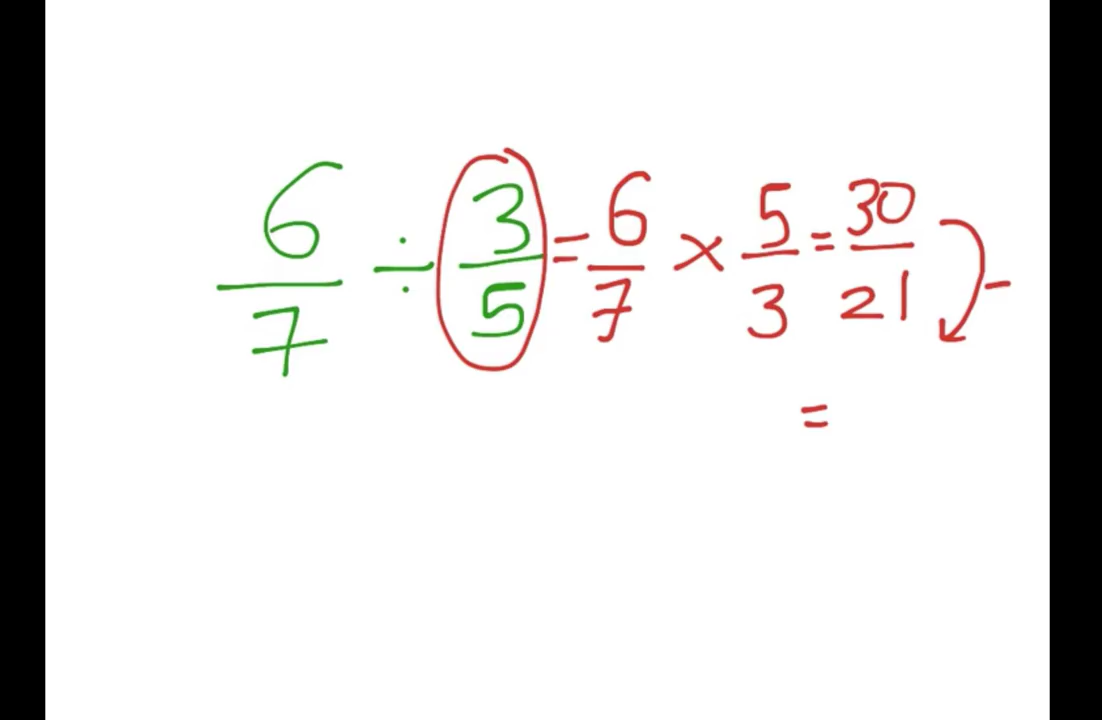 6/7 ÷ 3/5 = 6/7 × 5/3 = 30/21 -
=